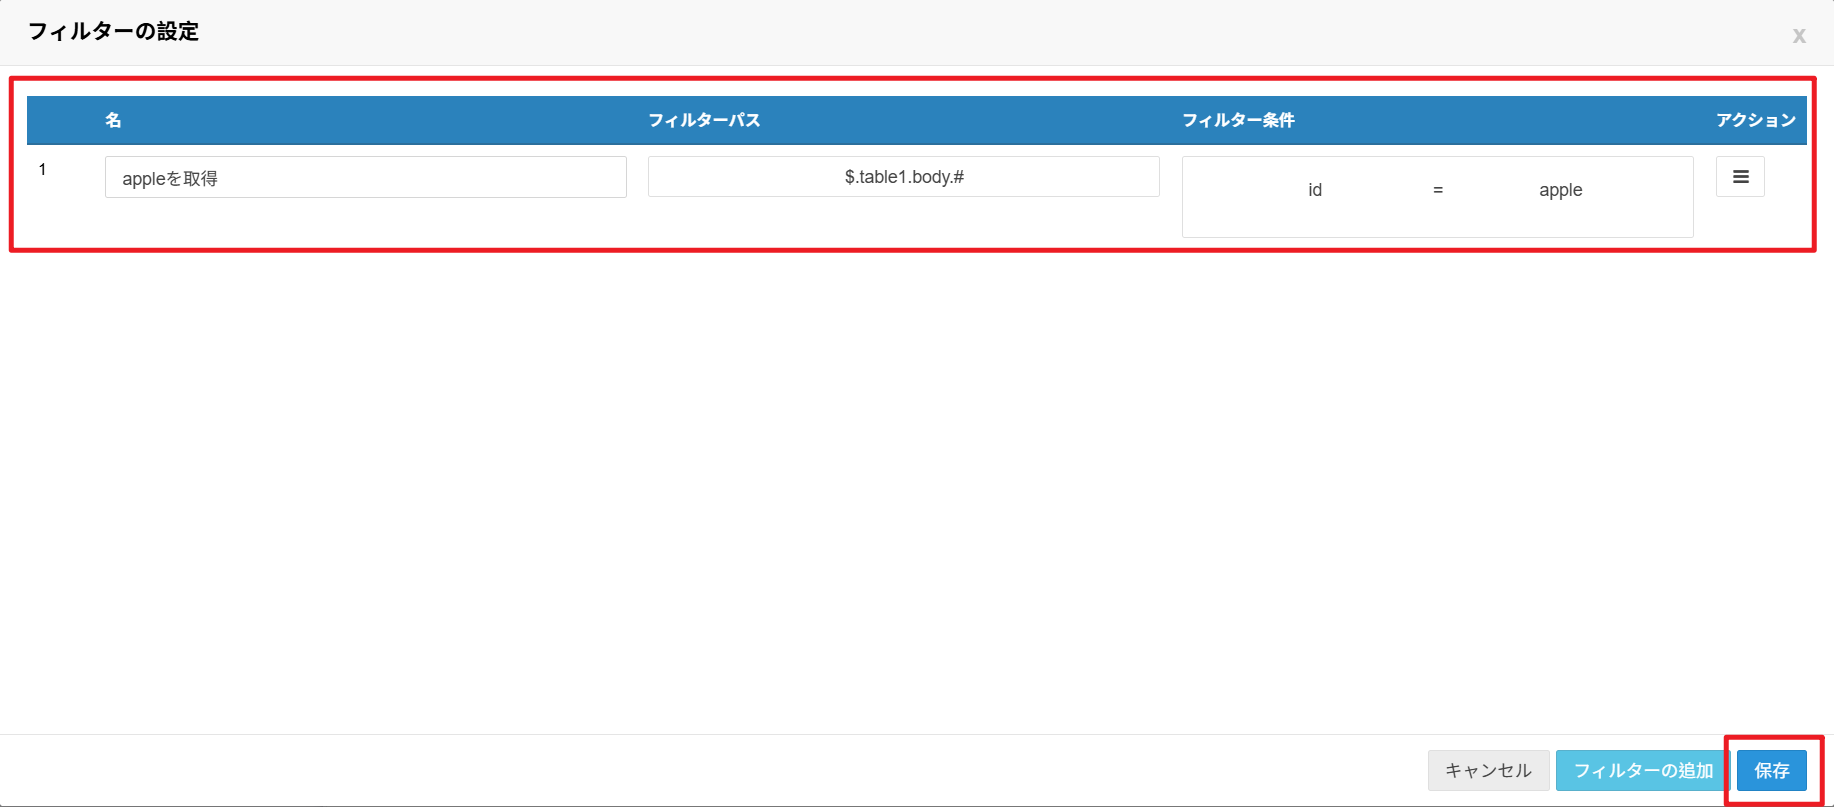 フィルターの設定
x
名 フィルターパス フィルター条件 アクション
1 appleを取得 $.table1.body.# id = apple
キャンセル フィルターの追加 保存